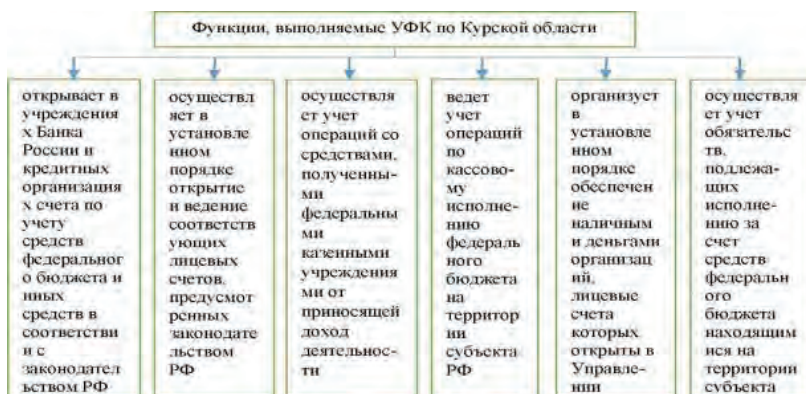 Функции, выполняемые УФК по Курской области
открывает в
учреждения
х Банка
России и
кредитных
организация
х счета по
учету
средств
федерального
о бюджета и
иных
средств в
соответстви
и с
законодател
ьством РФ
осуществл
яет в
установле
нном
порядке
открытие
и ведение
соответств
ующих
лицевых
счетов,
предусмот
ренных
законодате
льством
РФ
осуществля
ет учет
операций со
средствами,
полученны-
ми
федеральны
ми
казенными
учреждения
ми от
приносящей
доход
деятельнос-
ти
ведет
учет
операций
по
кассово-
му
исполне-
нию
федераль
ного
бюджета
на
территор
ии
субъекта
РФ
организует
в
установле
нном
порядке
обеспечен
ие
наличным
и деньгами
организац
ий,
лицевые
счета
которых
открыты в
Управле-
нии
осуществля
ет учет
обязательс
тв,
подлежа-
щих
исполне-
нию за
счет
средств
федеральн
ого
бюджета
находящим
ися на
территории
субъекта